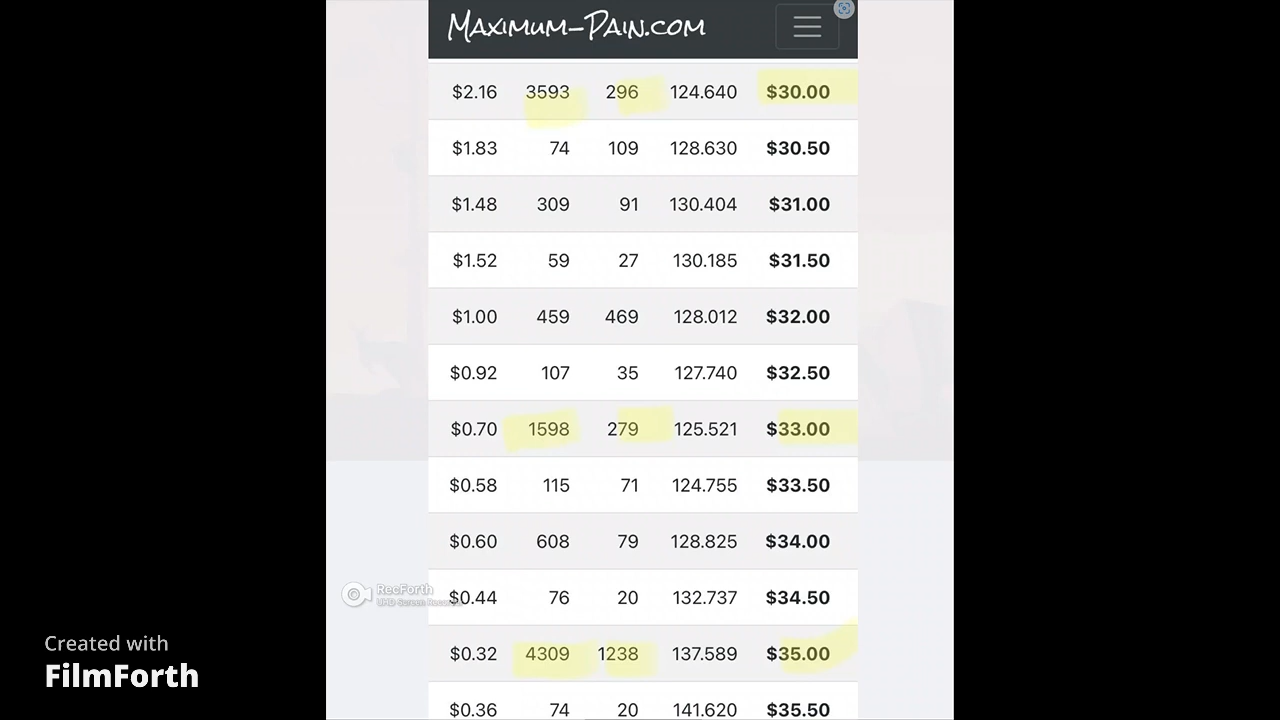 MAXIMUM-PAIN.COM
$2.16 3593 296 124.640 $30.00
$1.83 74 109 128.630 $30.50
$1.48 309 91 130.404 $31.00
$1.52 59 27 130.185 $31.50
$1.00 459 469 128.012 $32.00
$0.92 107 35 127.740 $32.50
$0.70 1598 279 125.521 $33.00
$0.58 115 71 124.755 $33.50
$0.60 608 79 128.825 $34.00
RecForth
UHD Screen Recorder
$0.44 76 20 132.737 $34.50
$0.32 4309 1238 137.589 $35.00
$0.36 74 20 141.620 $35.50
Created with
FilmForth